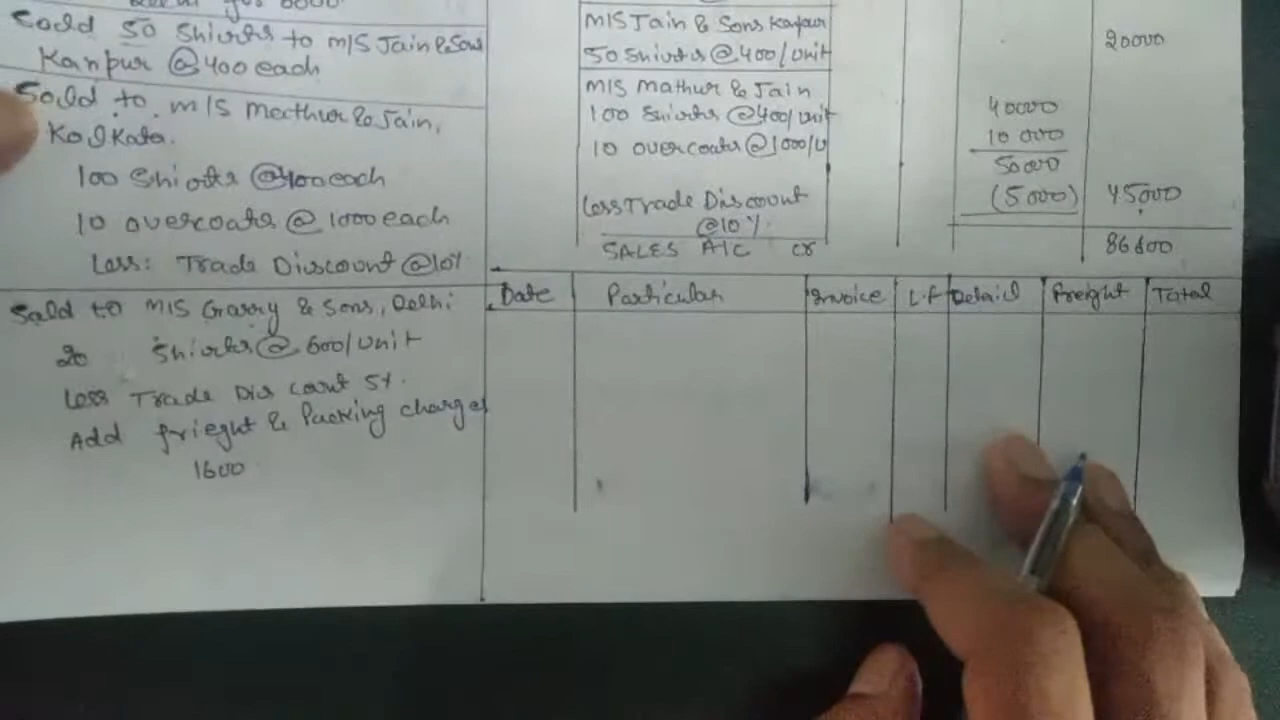 Sold 50 Shirts to M/S Jain & Sons
Kanpur @ 400 each
Sold to M/S Mathur & Jain,
Kolkata.
100 Shirts @400 each
10 overcoats @ 1000 each
Less: Trade Discount @10%
Sold to M/S Garry & Sons, Delhi:
20 Shirts @ 600/unit
Less Trade Discount 5%.
Add frieght & Packing charges
1600
M/S Jain & Sons Kanpur
50 Shirts @ 400/unit
20000
M/S Mathur & Jain
100 Shirts @400/unit
40000
10 overcoats @1000/U
10000
50000
Less Trade Discount
(5000) 45000
@10%
SALES A/C cr
86800
Date Particular Invoice L.F Detail Freight Total